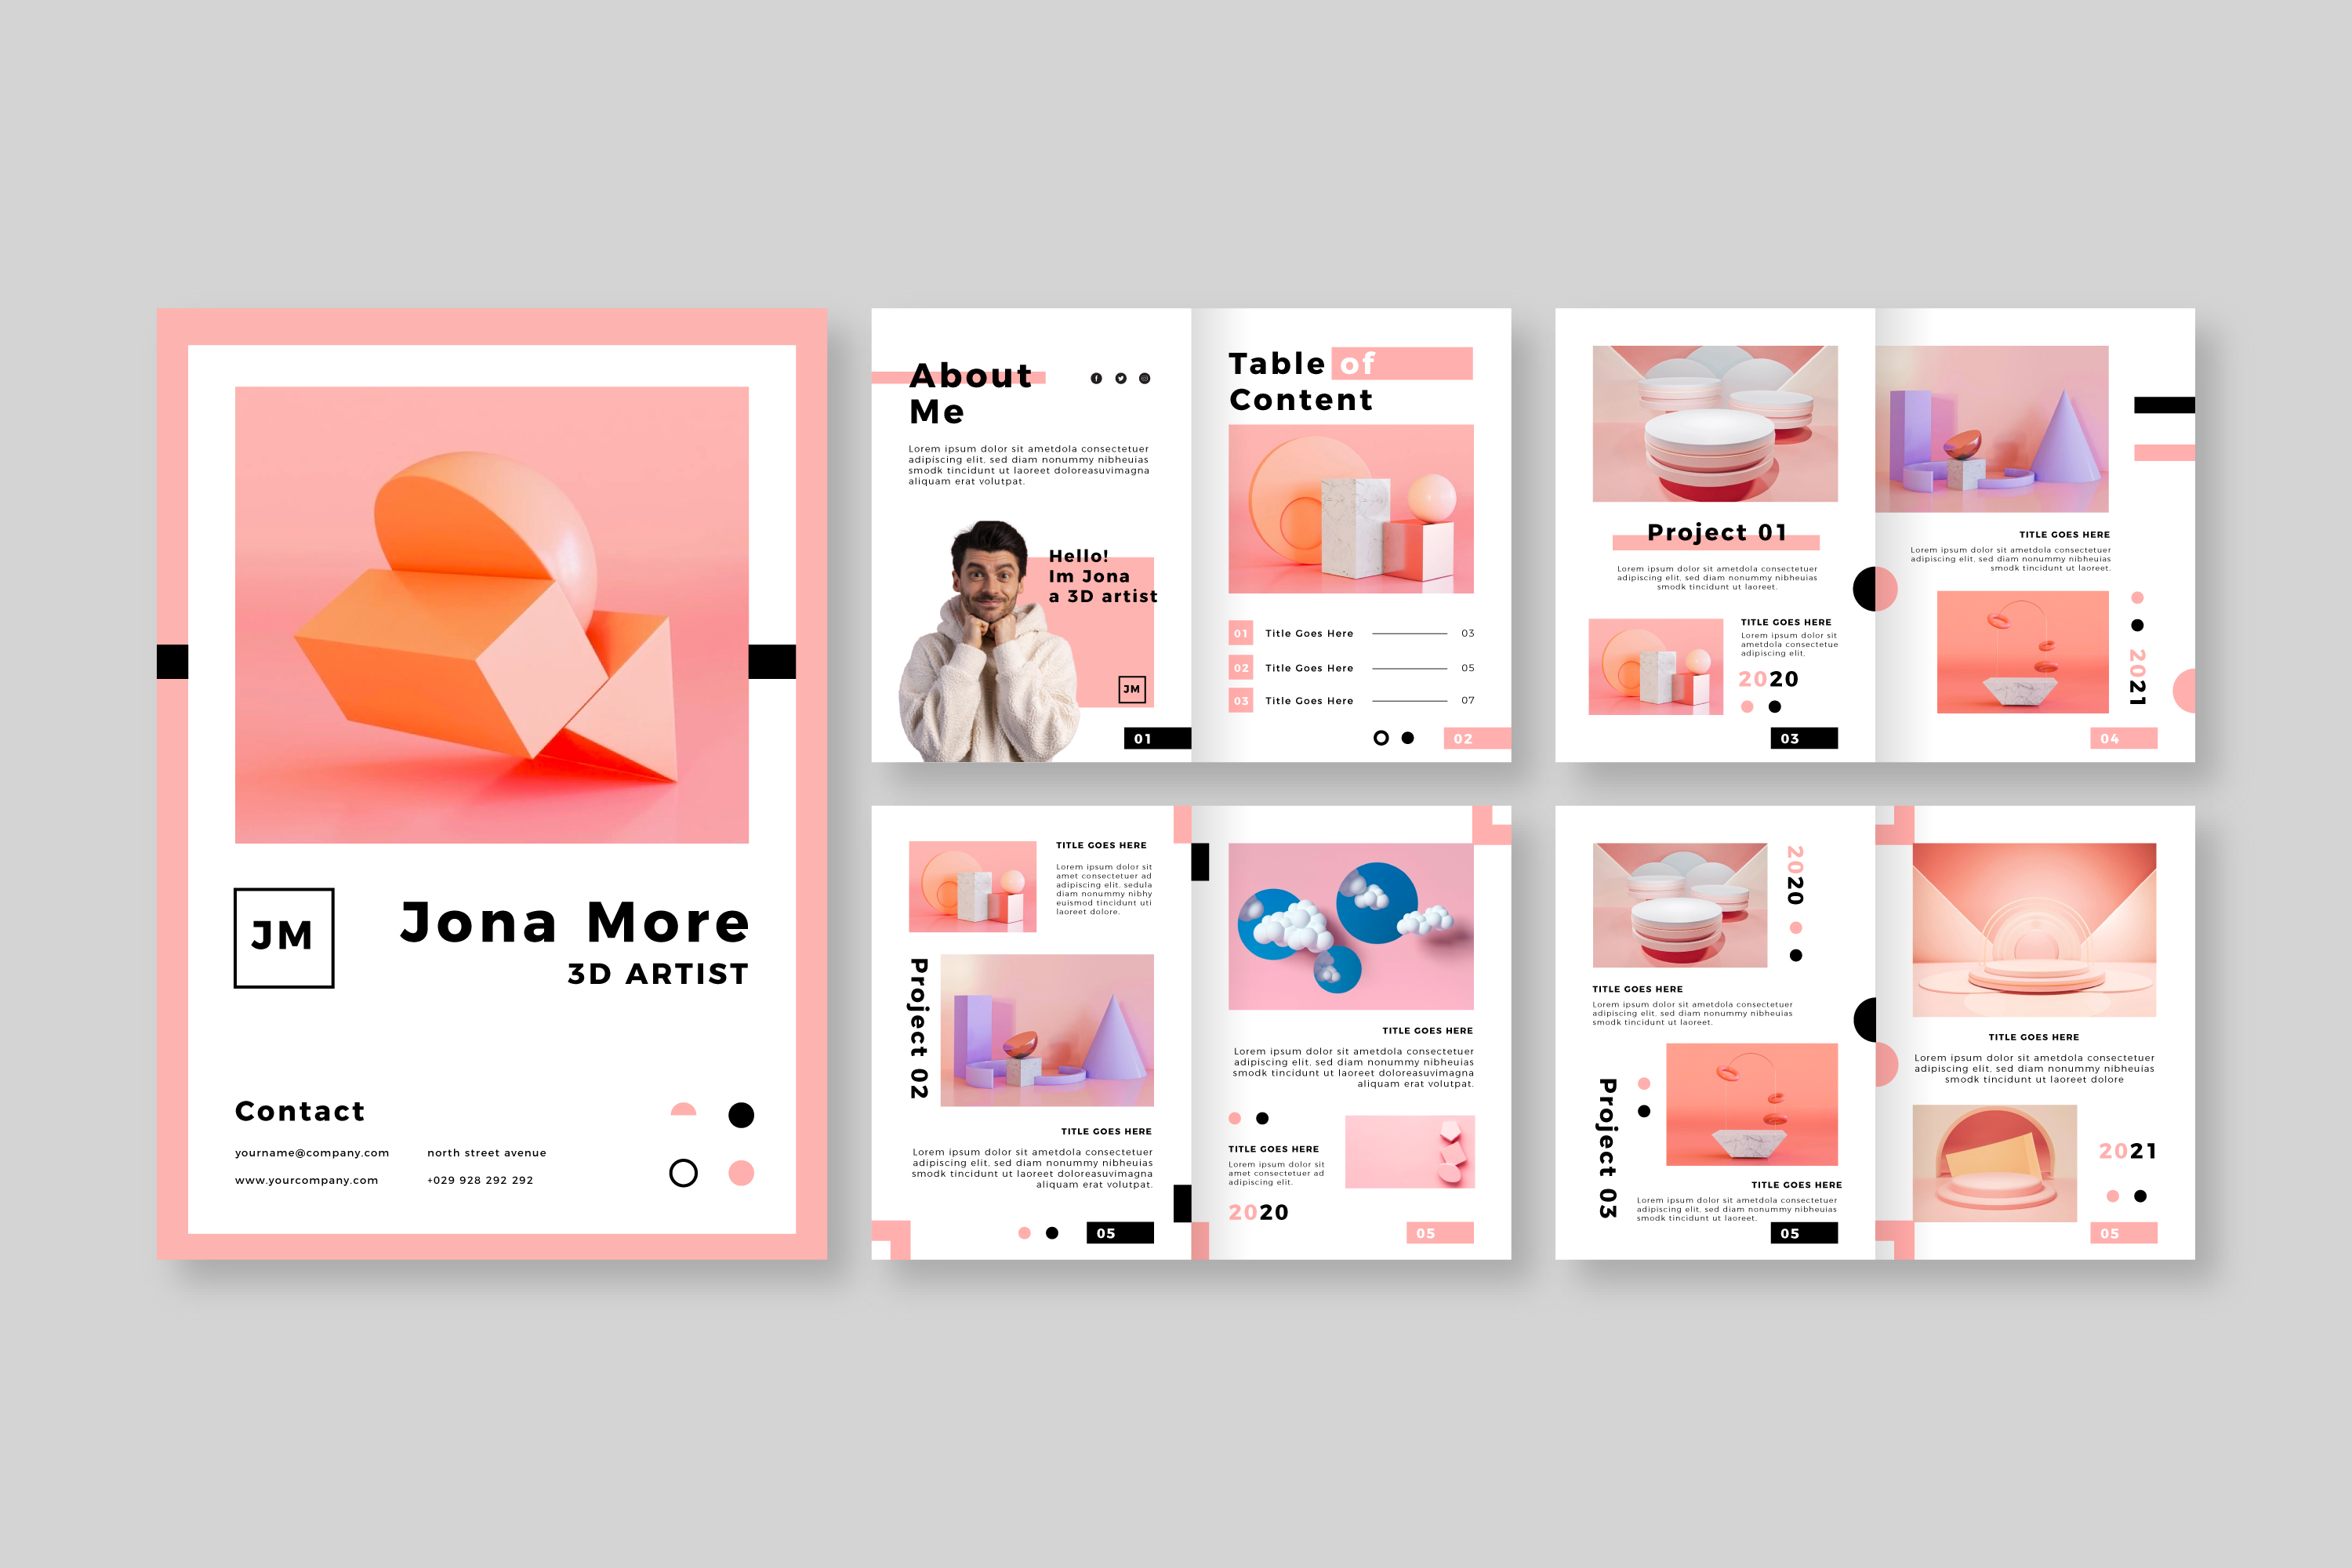 JM
Jona More
3D ARTIST
Contact
yourname@company.com
www.yourcompany.com
north street avenue
+029 928 292 292
About
Me
Lorem ipsum dolor sit ametdola consectetuer
adipiscing elit, sed diam nonummy nibheuias
smodk tincidunt ut laoreet doloreasuvimagna
aliquam erat volutpat.
Hello!
Im Jona
a 3D artist
JM
01
Table of
Content
01 Title Goes Here 03
02 Title Goes Here 05
03 Title Goes Here 07
02
Project 01
Lorem ipsum dolor sit ametdola consectetuer
adipiscing elit, sed diam nonummy nibheuias
smodk tincidunt ut laoreet.
TITLE GOES HERE
Lorem ipsum dolor sit
ametdola consectetue
adipiscing elit.
2020
03
TITLE GOES HERE
Lorem ipsum dolor sit ametdola consectetuer
adipiscing elit, sed diam nonummy nibheuias
smodk tincidunt ut laoreet.
2021
04
TITLE GOES HERE
Lorem ipsum dolor sit
amet consectetuer ad
adipiscing elit, sedula
diam nonummy nibhy
euismod tincidunt uti
laoreet dolore.
Project 02
TITLE GOES HERE
Lorem ipsum dolor sit ametdola consectetuer
adipiscing elit, sed diam nonummy nibheuias
smodk tincidunt ut laoreet doloreasuvimagna
aliquam erat volutpat.
05
TITLE GOES HERE
Lorem ipsum dolor sit ametdola consectetuer
adipiscing elit, sed diam nonummy nibheuias
smodk tincidunt ut laoreet doloreasuvimagna
aliquam erat volutpat.
TITLE GOES HERE
Lorem ipsum dolor sit
amet consectetuer ad
adipiscing elit.
2020
05
2020
TITLE GOES HERE
Lorem ipsum dolor sit ametdola consectetuer
adipiscing elit, sed diam nonummy nibheuias
smodk tincidunt ut laoreet.
Project 03
TITLE GOES HERE
Lorem ipsum dolor sit ametdola consectetuer
adipiscing elit, sed diam nonummy nibheuias
smodk tincidunt ut laoreet.
05
TITLE GOES HERE
Lorem ipsum dolor sit ametdola consectetuer
adipiscing elit, sed diam nonummy nibheuias
smodk tincidunt ut laoreet dolore
2021
05